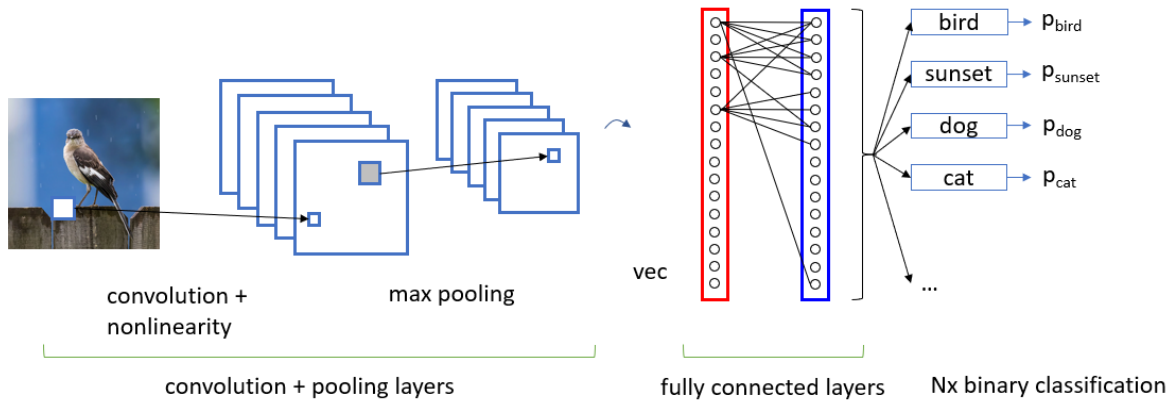 bird
p_bird
sunset
p_sunset
dog
p_dog
cat
p_cat
...
vec
convolution +
nonlinearity
max pooling
convolution + pooling layers
fully connected layers
Nx binary classification